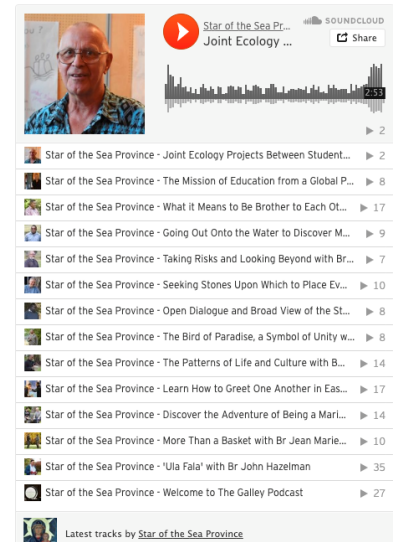 Star of the Sea Pr...
SOUNDCLOUD
Joint Ecology ...
Share
2:53
2
Star of the Sea Province - Joint Ecology Projects Between Student... 2
Star of the Sea Province - The Mission of Education from a Global P... 8
Star of the Sea Province - What it Means to Be Brother to Each Ot... 17
Star of the Sea Province - Going Out Onto the Water to Discover M... 9
Star of the Sea Province - Taking Risks and Looking Beyond with Br... 7
Star of the Sea Province - Seeking Stones Upon Which to Place Ev... 10
Star of the Sea Province - Open Dialogue and Broad View of the St... 8
Star of the Sea Province - The Bird of Paradise, a Symbol of Unity w... 8
Star of the Sea Province - The Patterns of Life and Culture with B... 14
Star of the Sea Province - Learn How to Greet One Another in Eas... 17
Star of the Sea Province - Discover the Adventure of Being a Mari... 14
Star of the Sea Province - More Than a Basket with Br Jean Marie... 10
Star of the Sea Province - 'Ula Fala' with Br John Hazelman 35
Star of the Sea Province - Welcome to The Galley Podcast 27
Latest tracks by Star of the Sea Province